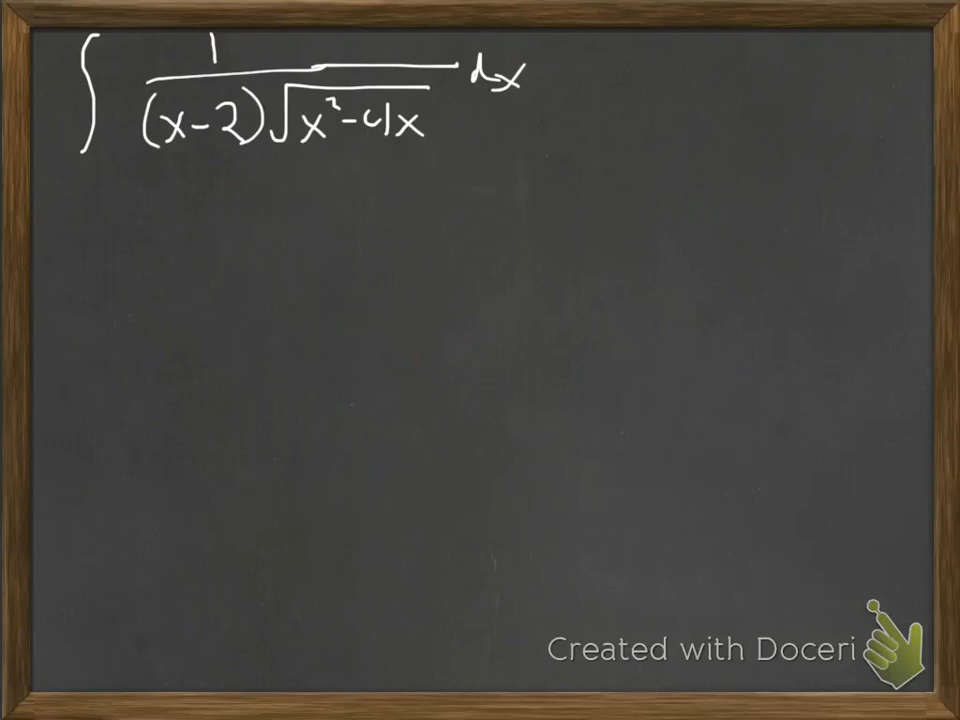 ∫ 1/((x-2)√(x²-4x)) dx
Created with Doceri